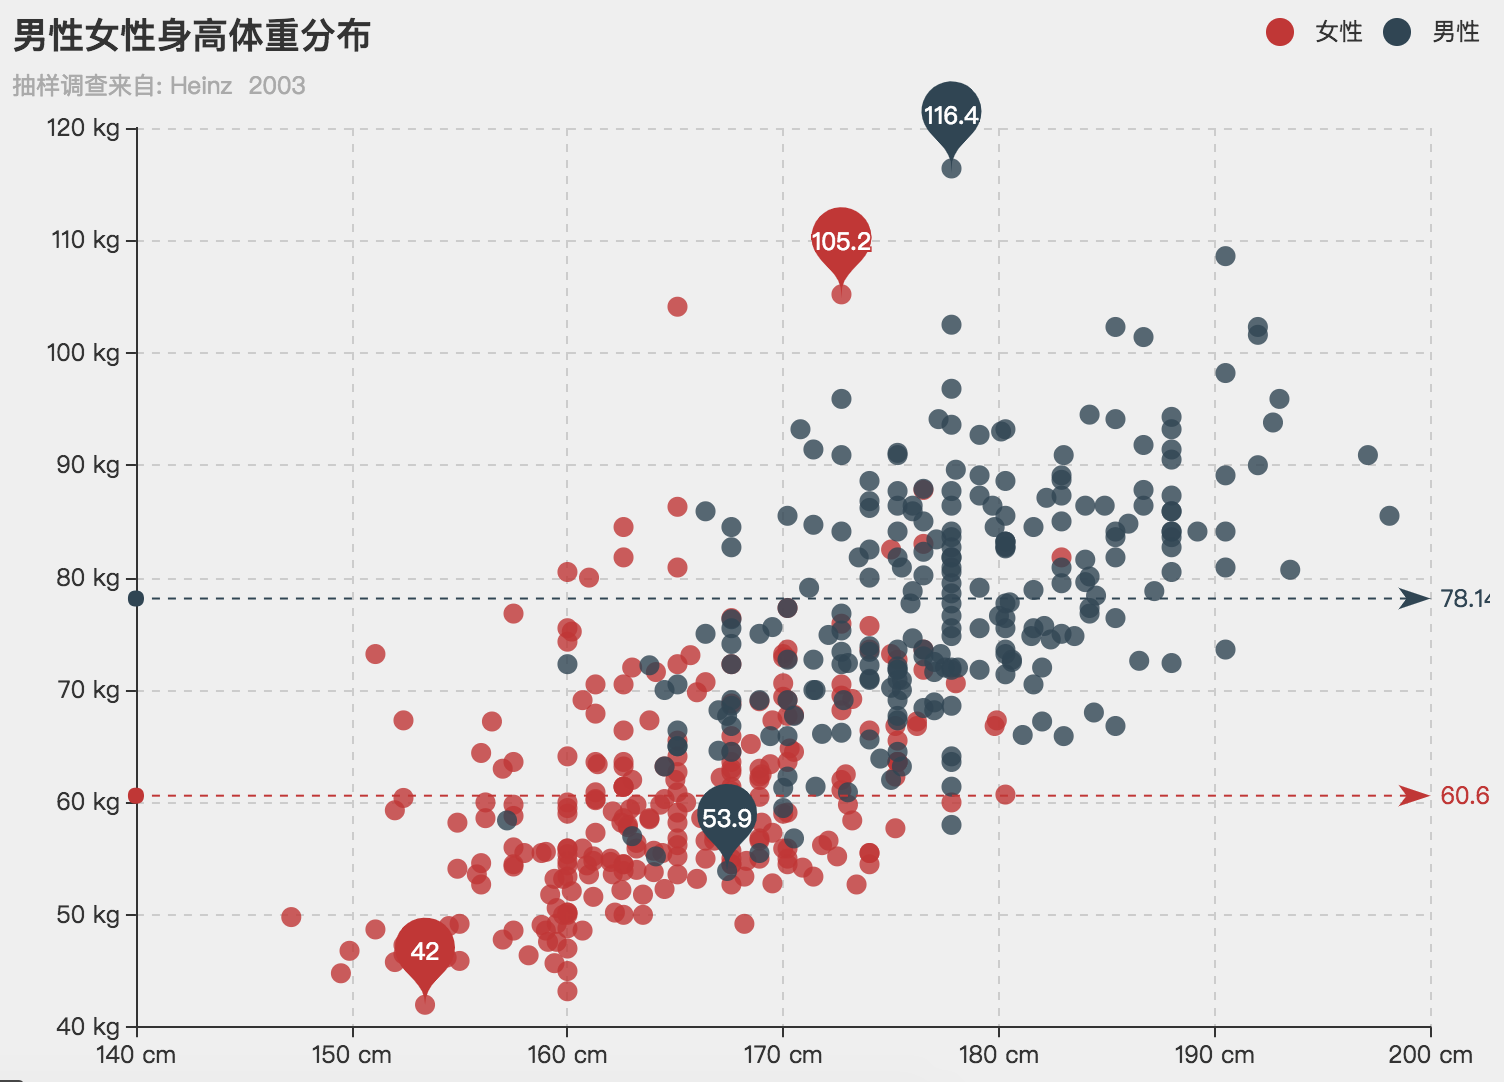 男性女性身高体重分布
女性 男性
抽样调查来自: Heinz 2003
116.4
120 kg
105.2
110 kg
100 kg
90 kg
80 kg
78.14
70 kg
60 kg
60.6
53.9
50 kg
42
40 kg
140 cm 150 cm 160 cm 170 cm 180 cm 190 cm 200 cm